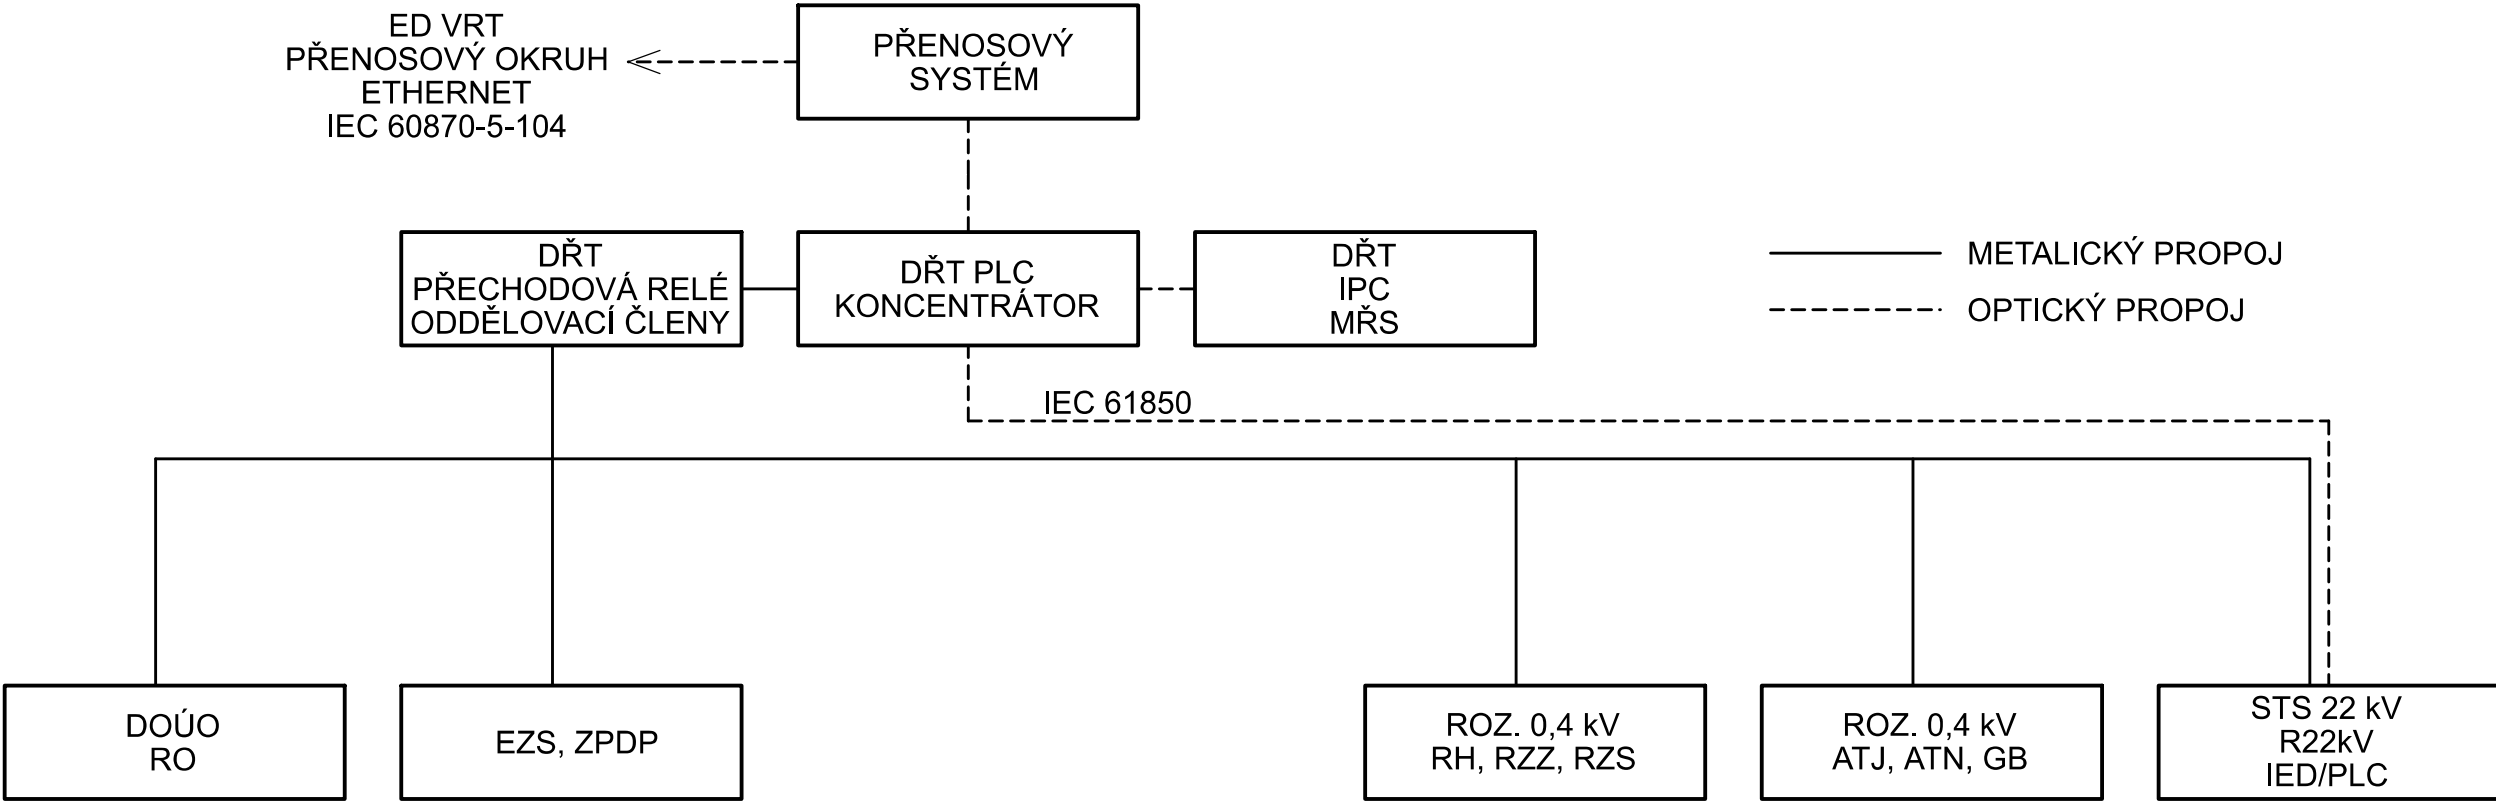 ED VRT
PŘENOSOVÝ OKRUH
ETHERNET
IEC 60870-5-104
PŘENOSOVÝ
SYSTÉM
DŘT
PŘECHODOVÁ RELÉ
ODDĚLOVACÍ ČLENY
DŘT PLC
KONCENTRÁTOR
DŘT
IPC
MŘS
METALICKÝ PROPOJ
OPTICKÝ PROPOJ
IEC 61850
DOÚO
RO
EZS, ZPDP
ROZ. 0,4 kV
RH, RZZ, RZS
ROZ. 0,4 kV
ATJ, ATN, GB
STS 22 kV
R22kV
IED/PLC